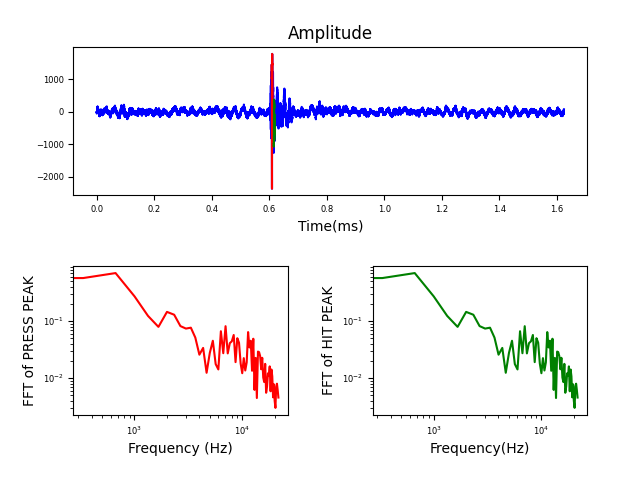 Amplitude
1000
0
−1000
−2000
0.0 0.2 0.4 0.6 0.8 1.0 1.2 1.4 1.6
Time(ms)
FFT of PRESS PEAK
10⁻¹
10⁻²
10³ 10⁴
Frequency (Hz)
FFT of HIT PEAK
10⁻¹
10⁻²
10³ 10⁴
Frequency(Hz)